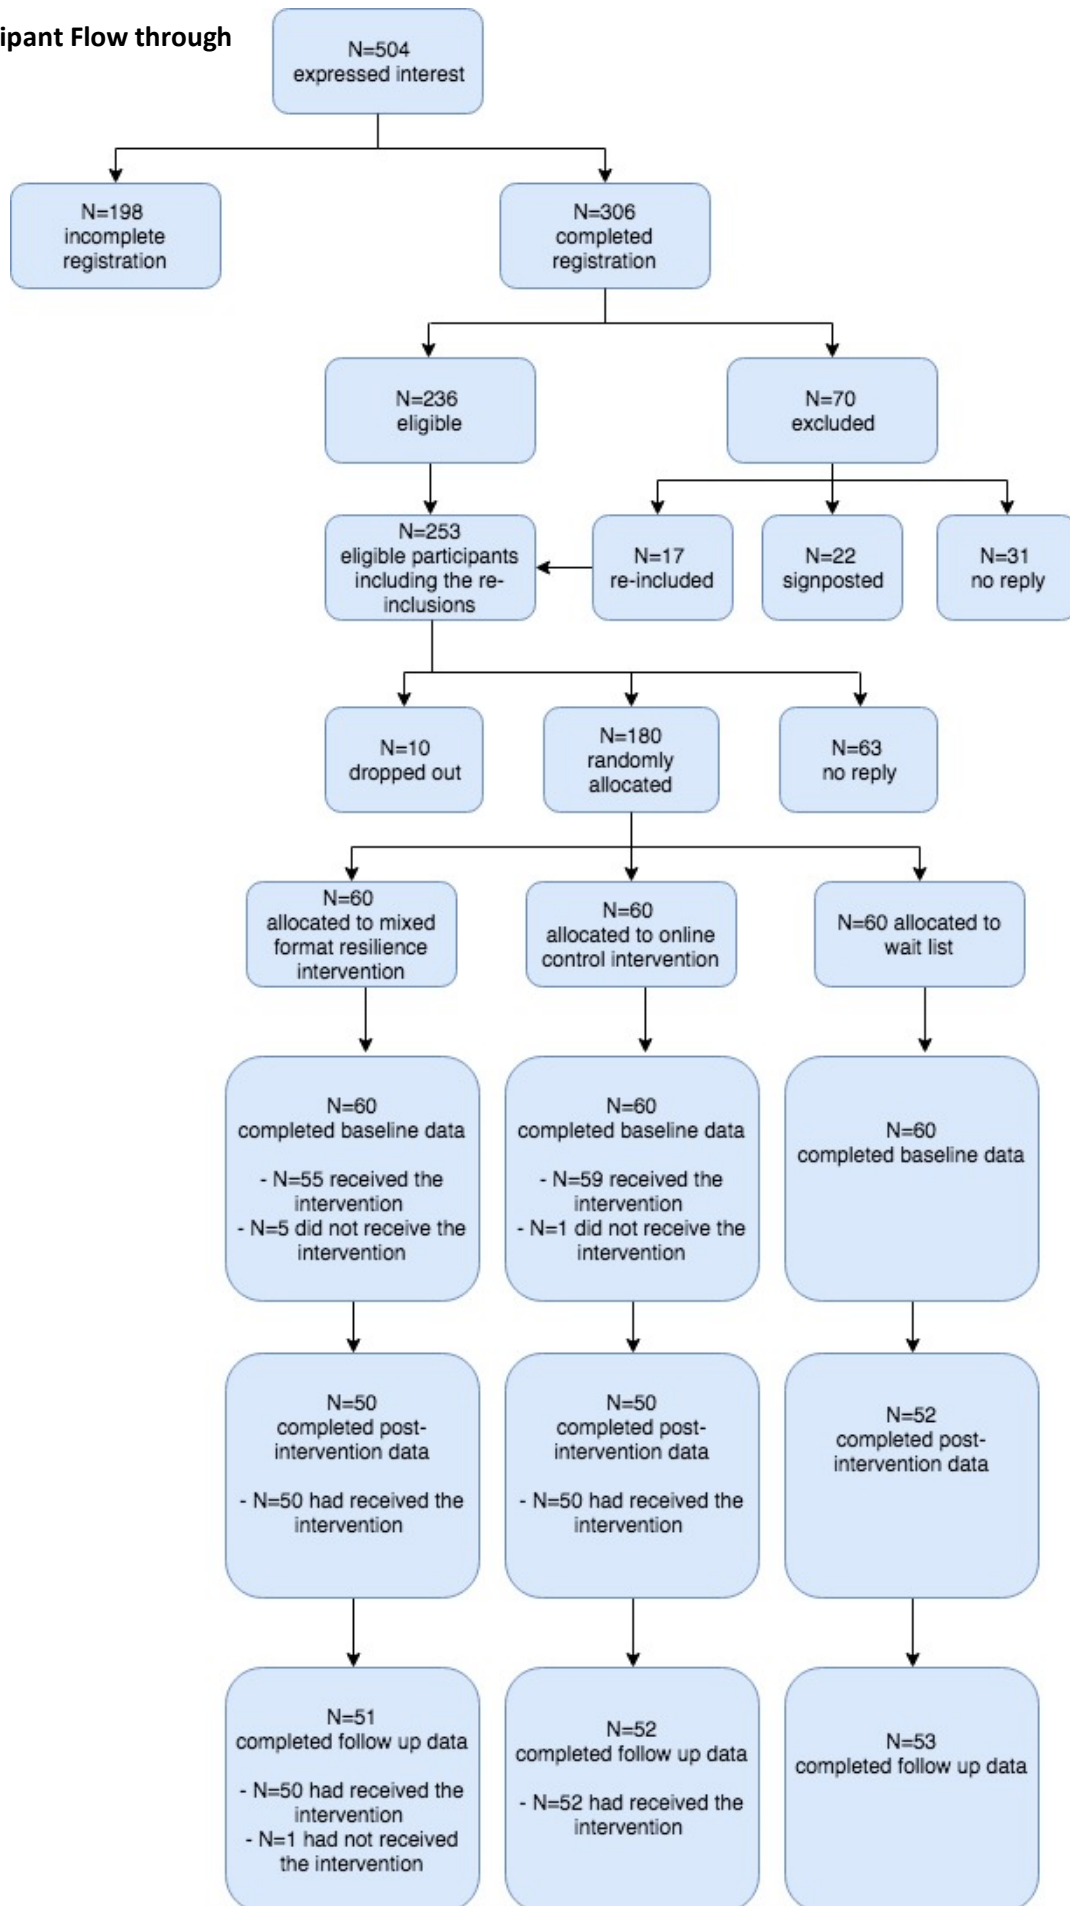 ipant Flow through
N=504
expressed interest
N=198
incomplete
registration
N=306
completed
registration
N=236
eligible
N=70
excluded
N=253
eligible participants
including the re-
inclusions
N=17
re-included
N=22
signposted
N=31
no reply
N=10
dropped out
N=180
randomly
allocated
N=63
no reply
N=60
allocated to mixed
format resilience
intervention
N=60
allocated to online
control intervention
N=60 allocated to
wait list
N=60
completed baseline data
- N=55 received the
intervention
- N=5 did not receive the
intervention
N=60
completed baseline data
- N=59 received the
intervention
- N=1 did not receive the
intervention
N=60
completed baseline data
N=50
completed post-
intervention data
- N=50 had received the
intervention
N=50
completed post-
intervention data
- N=50 had received the
intervention
N=52
completed post-
intervention data
N=51
completed follow up data
- N=50 had received the
intervention
- N=1 had not received
the intervention
N=52
completed follow up data
- N=52 had received the
intervention
N=53
completed follow up data